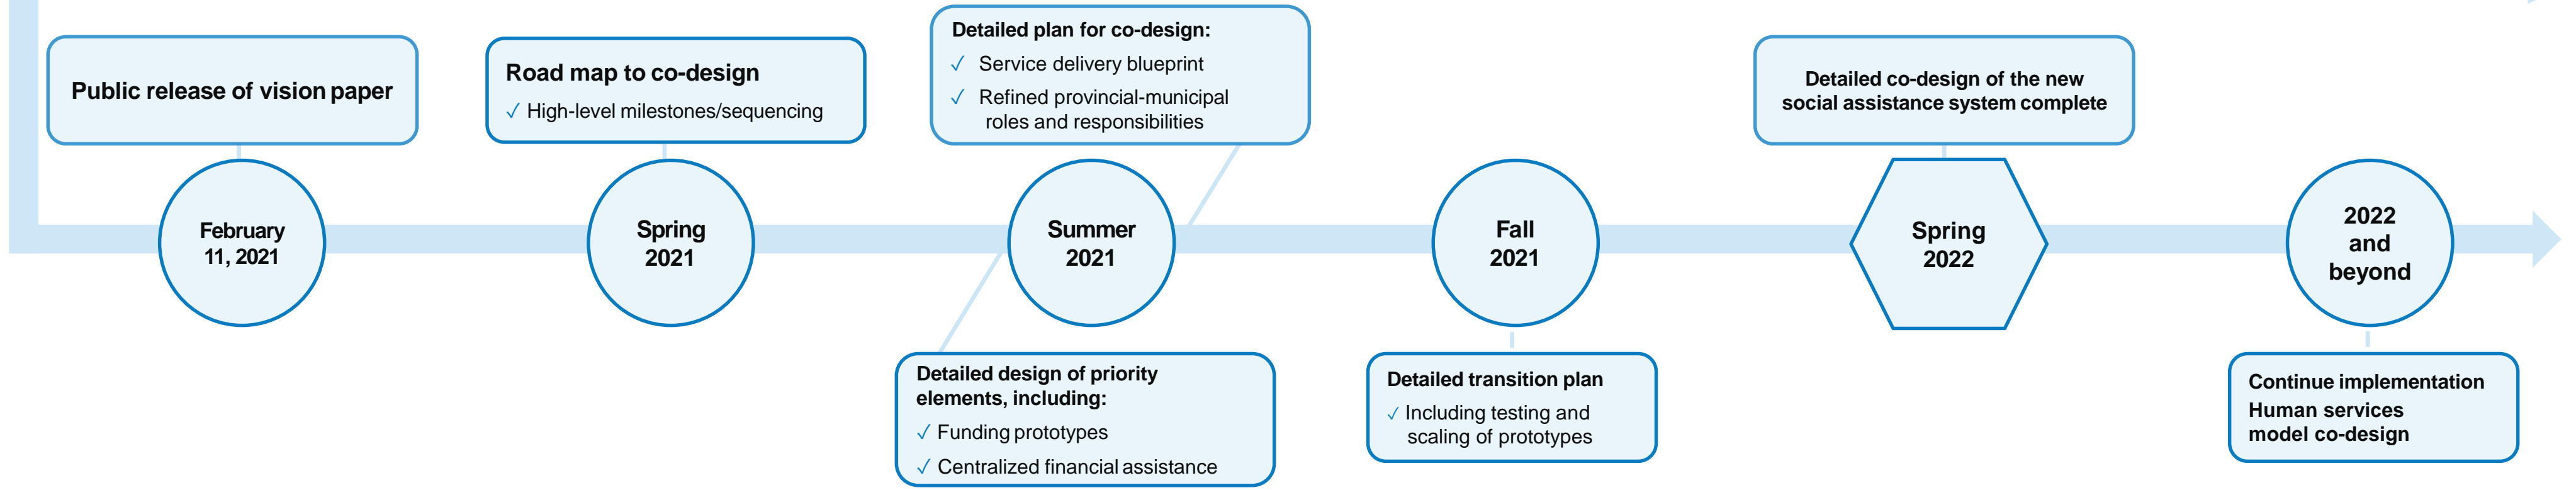 Public release of vision paper
February
11, 2021
Road map to co-design
✓ High-level milestones/sequencing
Spring
2021
Detailed plan for co-design:
✓ Service delivery blueprint
✓ Refined provincial-municipal
roles and responsibilities
Summer
2021
Detailed design of priority
elements, including:
✓ Funding prototypes
✓ Centralized financial assistance
Fall
2021
Detailed transition plan
✓ Including testing and
scaling of prototypes
Detailed co-design of the new
social assistance system complete
Spring
2022
2022
and
beyond
Continue implementation
Human services
model co-design